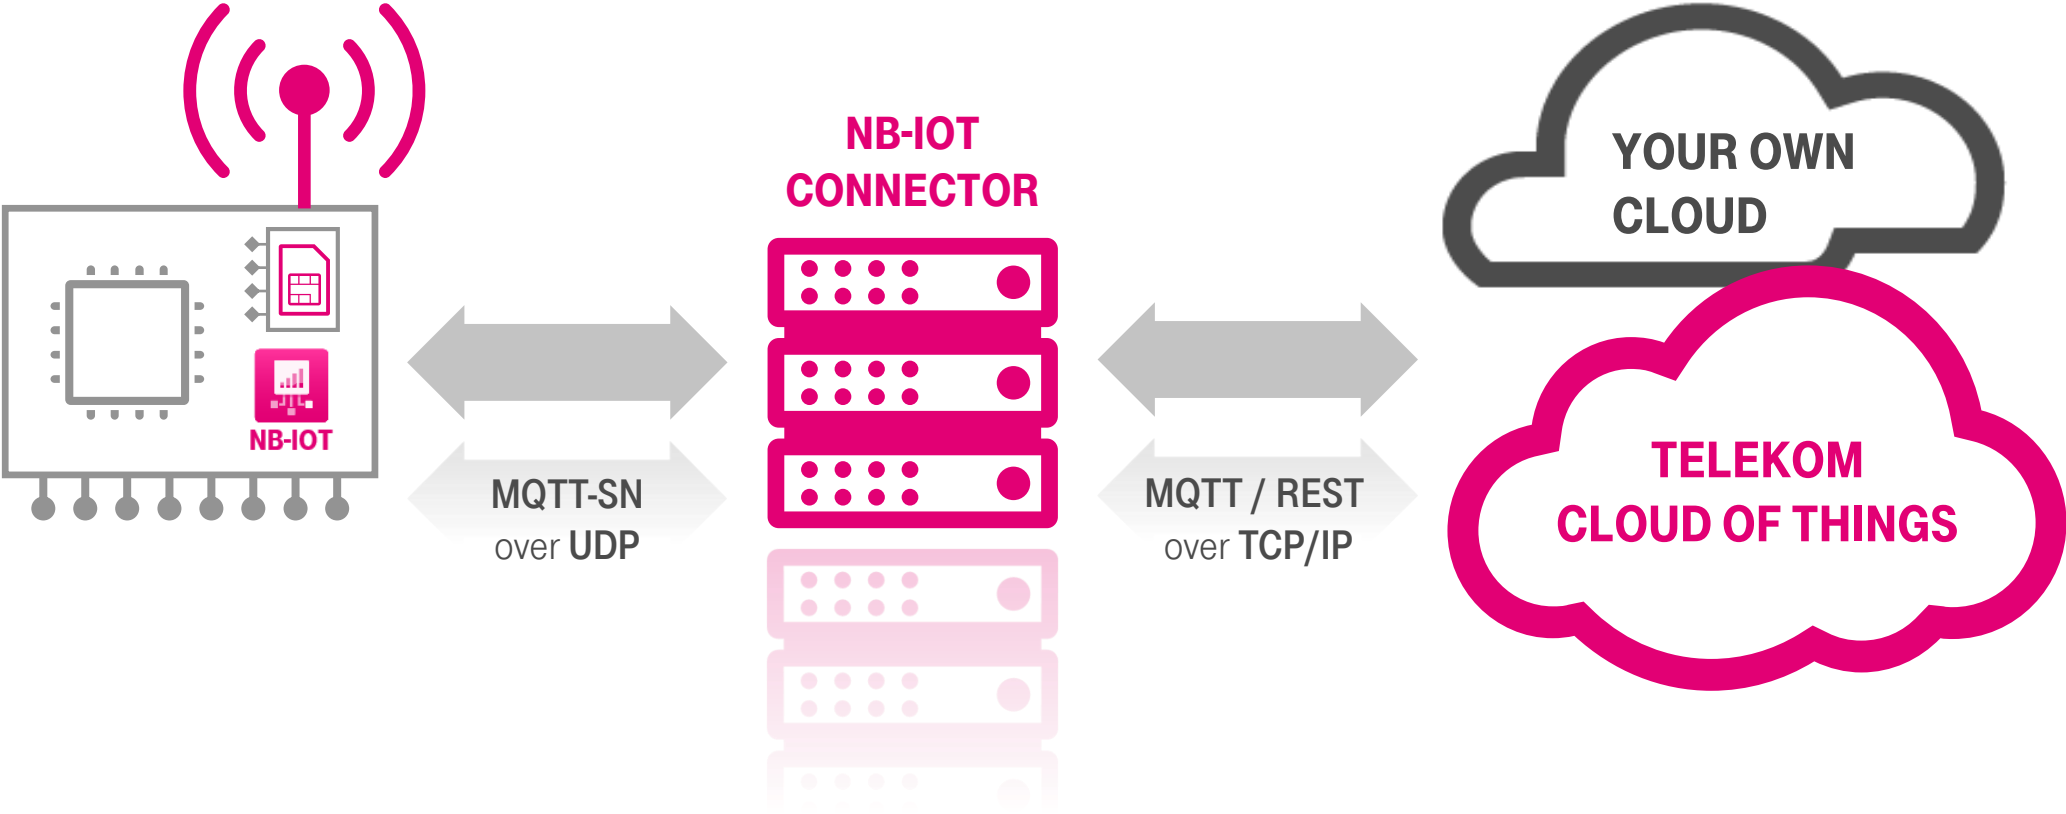 NB-IOT
MQTT-SN
over UDP
NB-IOT
CONNECTOR
MQTT / REST
over TCP/IP
YOUR OWN
CLOUD
TELEKOM
CLOUD OF THINGS